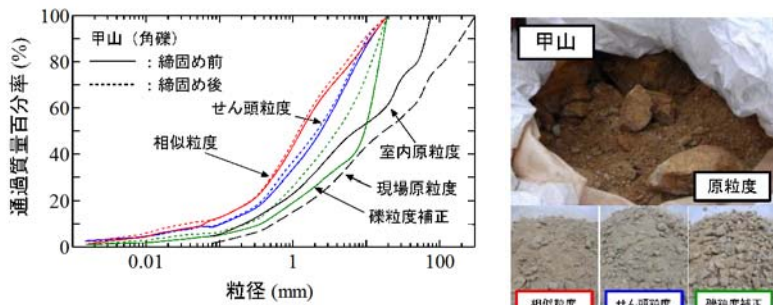 甲山（角礫）
：締固め前
：締固め後
せん頭粒度
相似粒度
室内原粒度
現場原粒度
礫粒度補正
通過質量百分率 (%)
100
80
60
40
20
0
0.01
1
100
粒径 (mm)
甲山
原粒度
相似粒度
せん頭粒度
礫粒度補正